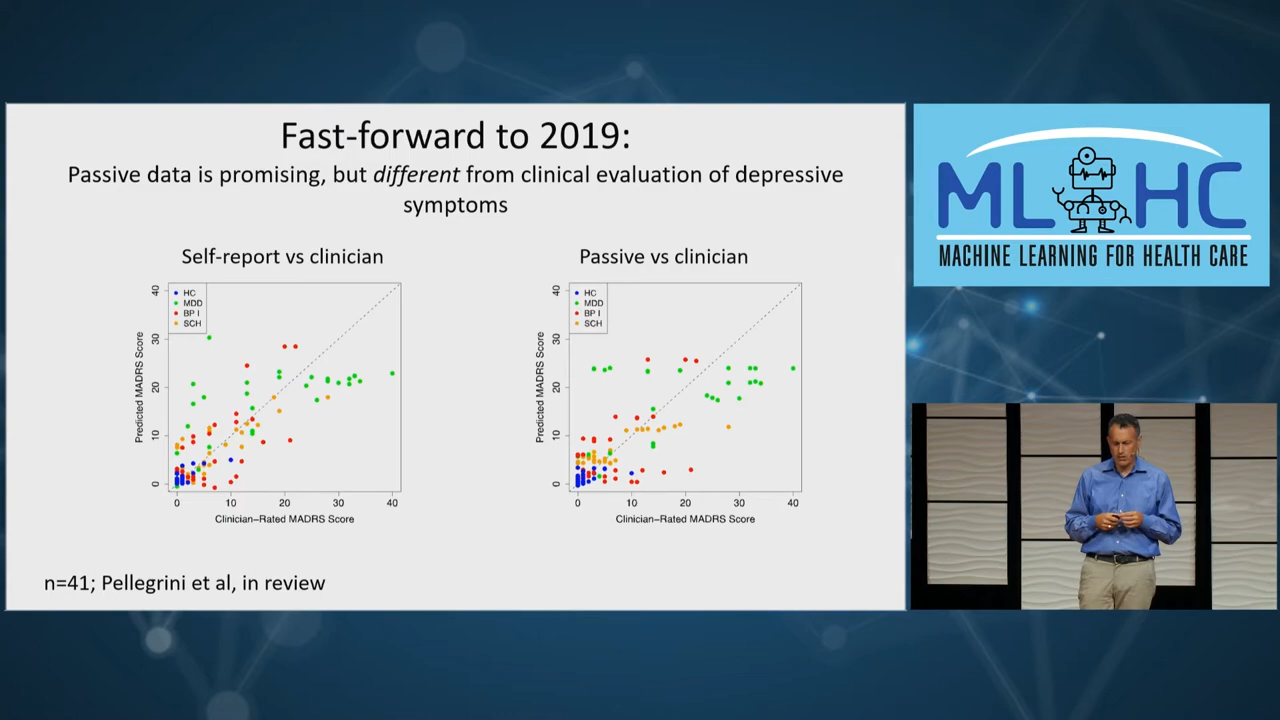 Fast-forward to 2019:
Passive data is promising, but different from clinical evaluation of depressive
symptoms
Self-report vs clinician
HC
MDD
BP I
SCH
40
30
20
10
0
Predicted MADRS Score
0 10 20 30 40
Clinician-Rated MADRS Score
Passive vs clinician
HC
MDD
BP I
SCH
40
30
20
10
0
Predicted MADRS Score
0 10 20 30 40
Clinician-Rated MADRS Score
n=41; Pellegrini et al, in review
ML HC
MACHINE LEARNING FOR HEALTH CARE